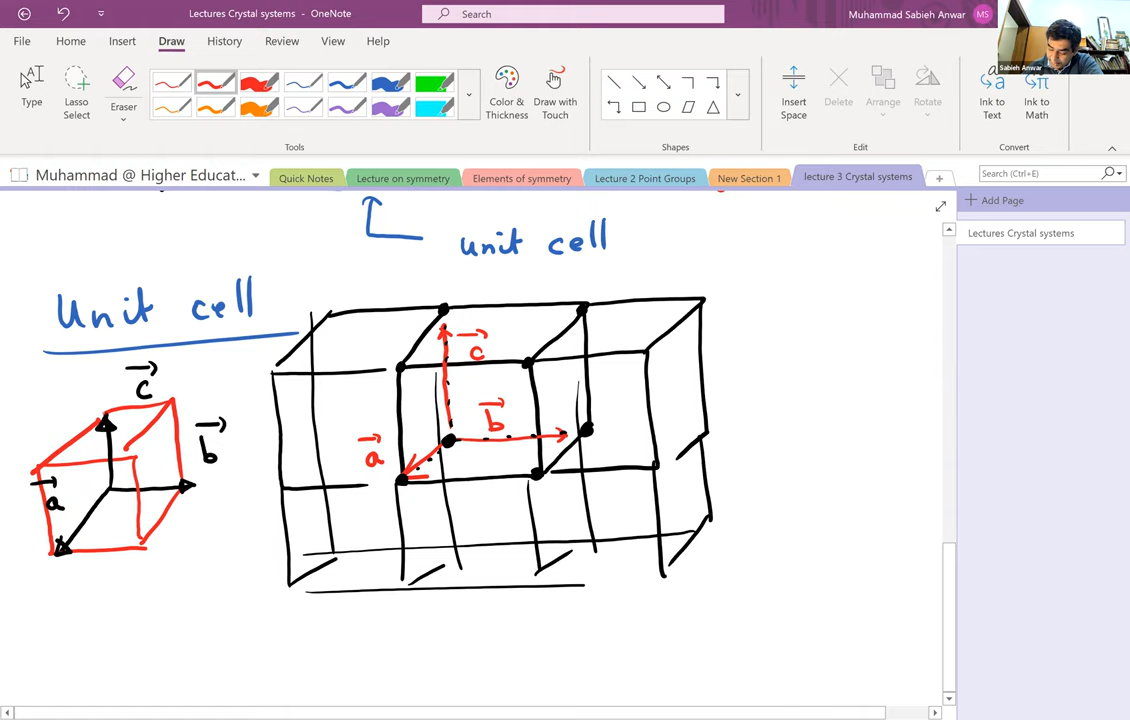 Lectures Crystal systems - OneNote
Search
Muhammad Sabieh Anwar MS
File Home Insert Draw History Review View Help
Type
Lasso Select
Eraser
Color & Thickness
Draw with Touch
Insert Space
Delete
Arrange
Rotate
Ink to Text
Ink to Math
Tools
Shapes
Edit
Convert
Sabieh Anwar
Muhammad @ Higher Educat...
Quick Notes
Lecture on symmetry
Elements of symmetry
Lecture 2 Point Groups
New Section 1
lecture 3 Crystal systems
Search (Ctrl+E)
Add Page
Lectures Crystal systems
unit cell
Unit cell
c
b
a
c
b
a